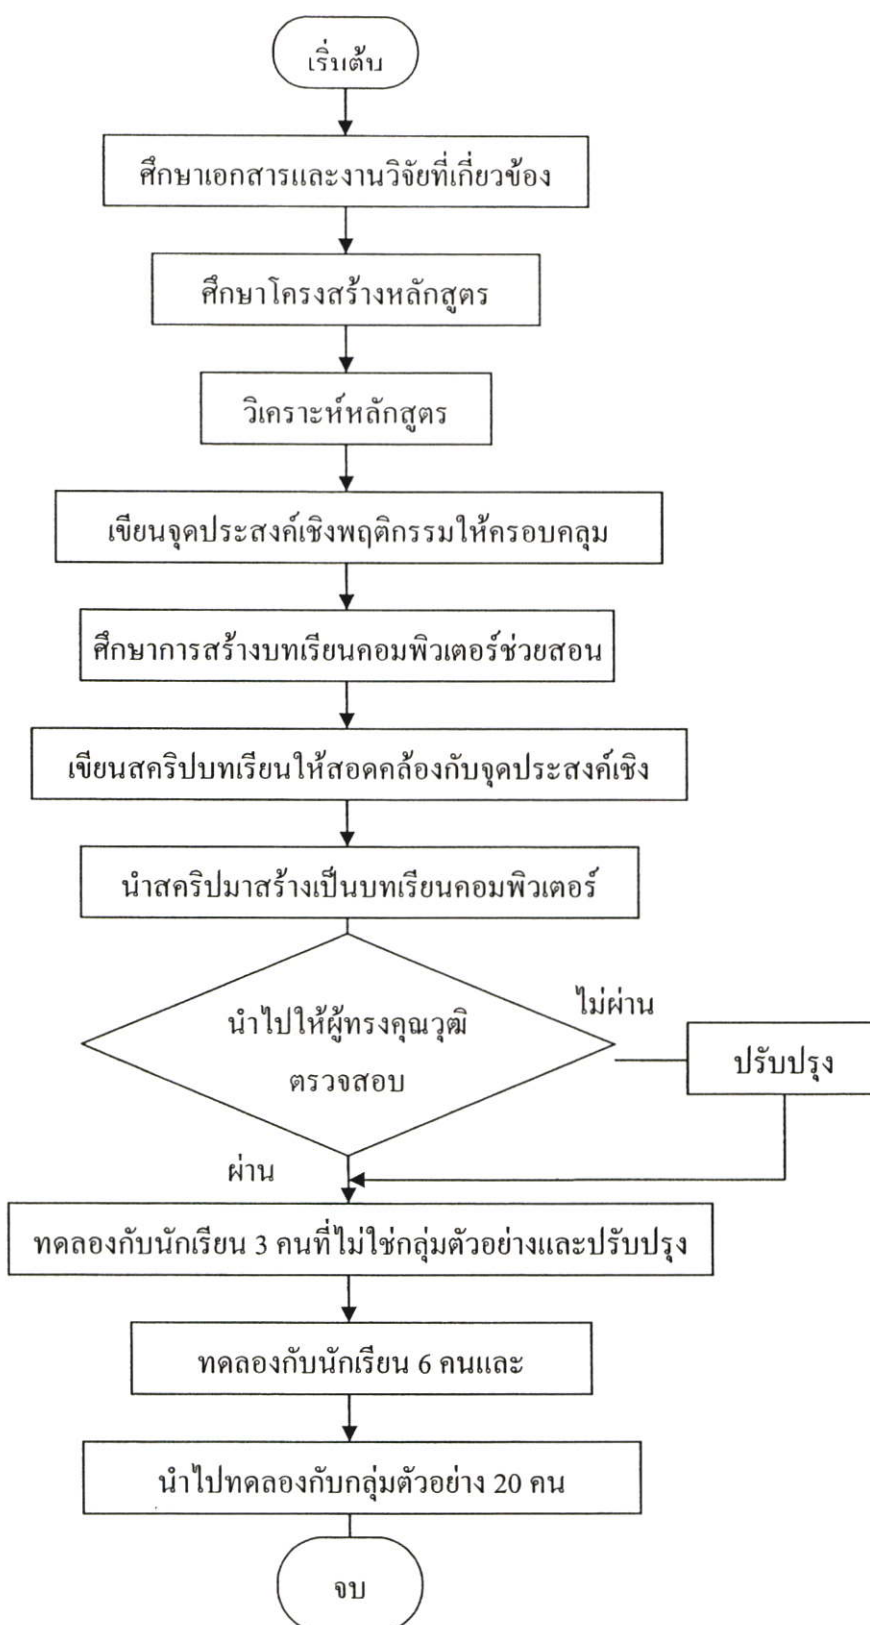 เริ่มต้น
ศึกษาเอกสารและงานวิจัยที่เกี่ยวข้อง
ศึกษาโครงสร้างหลักสูตร
วิเคราะห์หลักสูตร
เขียนจุดประสงค์เชิงพฤติกรรมให้ครอบคลุม
ศึกษาการสร้างบทเรียนคอมพิวเตอร์ช่วยสอน
เขียนสคริปบทเรียนให้สอดคล้องกับจุดประสงค์เชิง
นำสคริปมาสร้างเป็นบทเรียนคอมพิวเตอร์
นำไปให้ผู้ทรงคุณวุฒิ
ตรวจสอบ
ไม่ผ่าน
ปรับปรุง
ผ่าน
ทดลองกับนักเรียน 3 คนที่ไม่ใช่กลุ่มตัวอย่างและปรับปรุง
ทดลองกับนักเรียน 6 คนและ
นำไปทดลองกับกลุ่มตัวอย่าง 20 คน
จบ